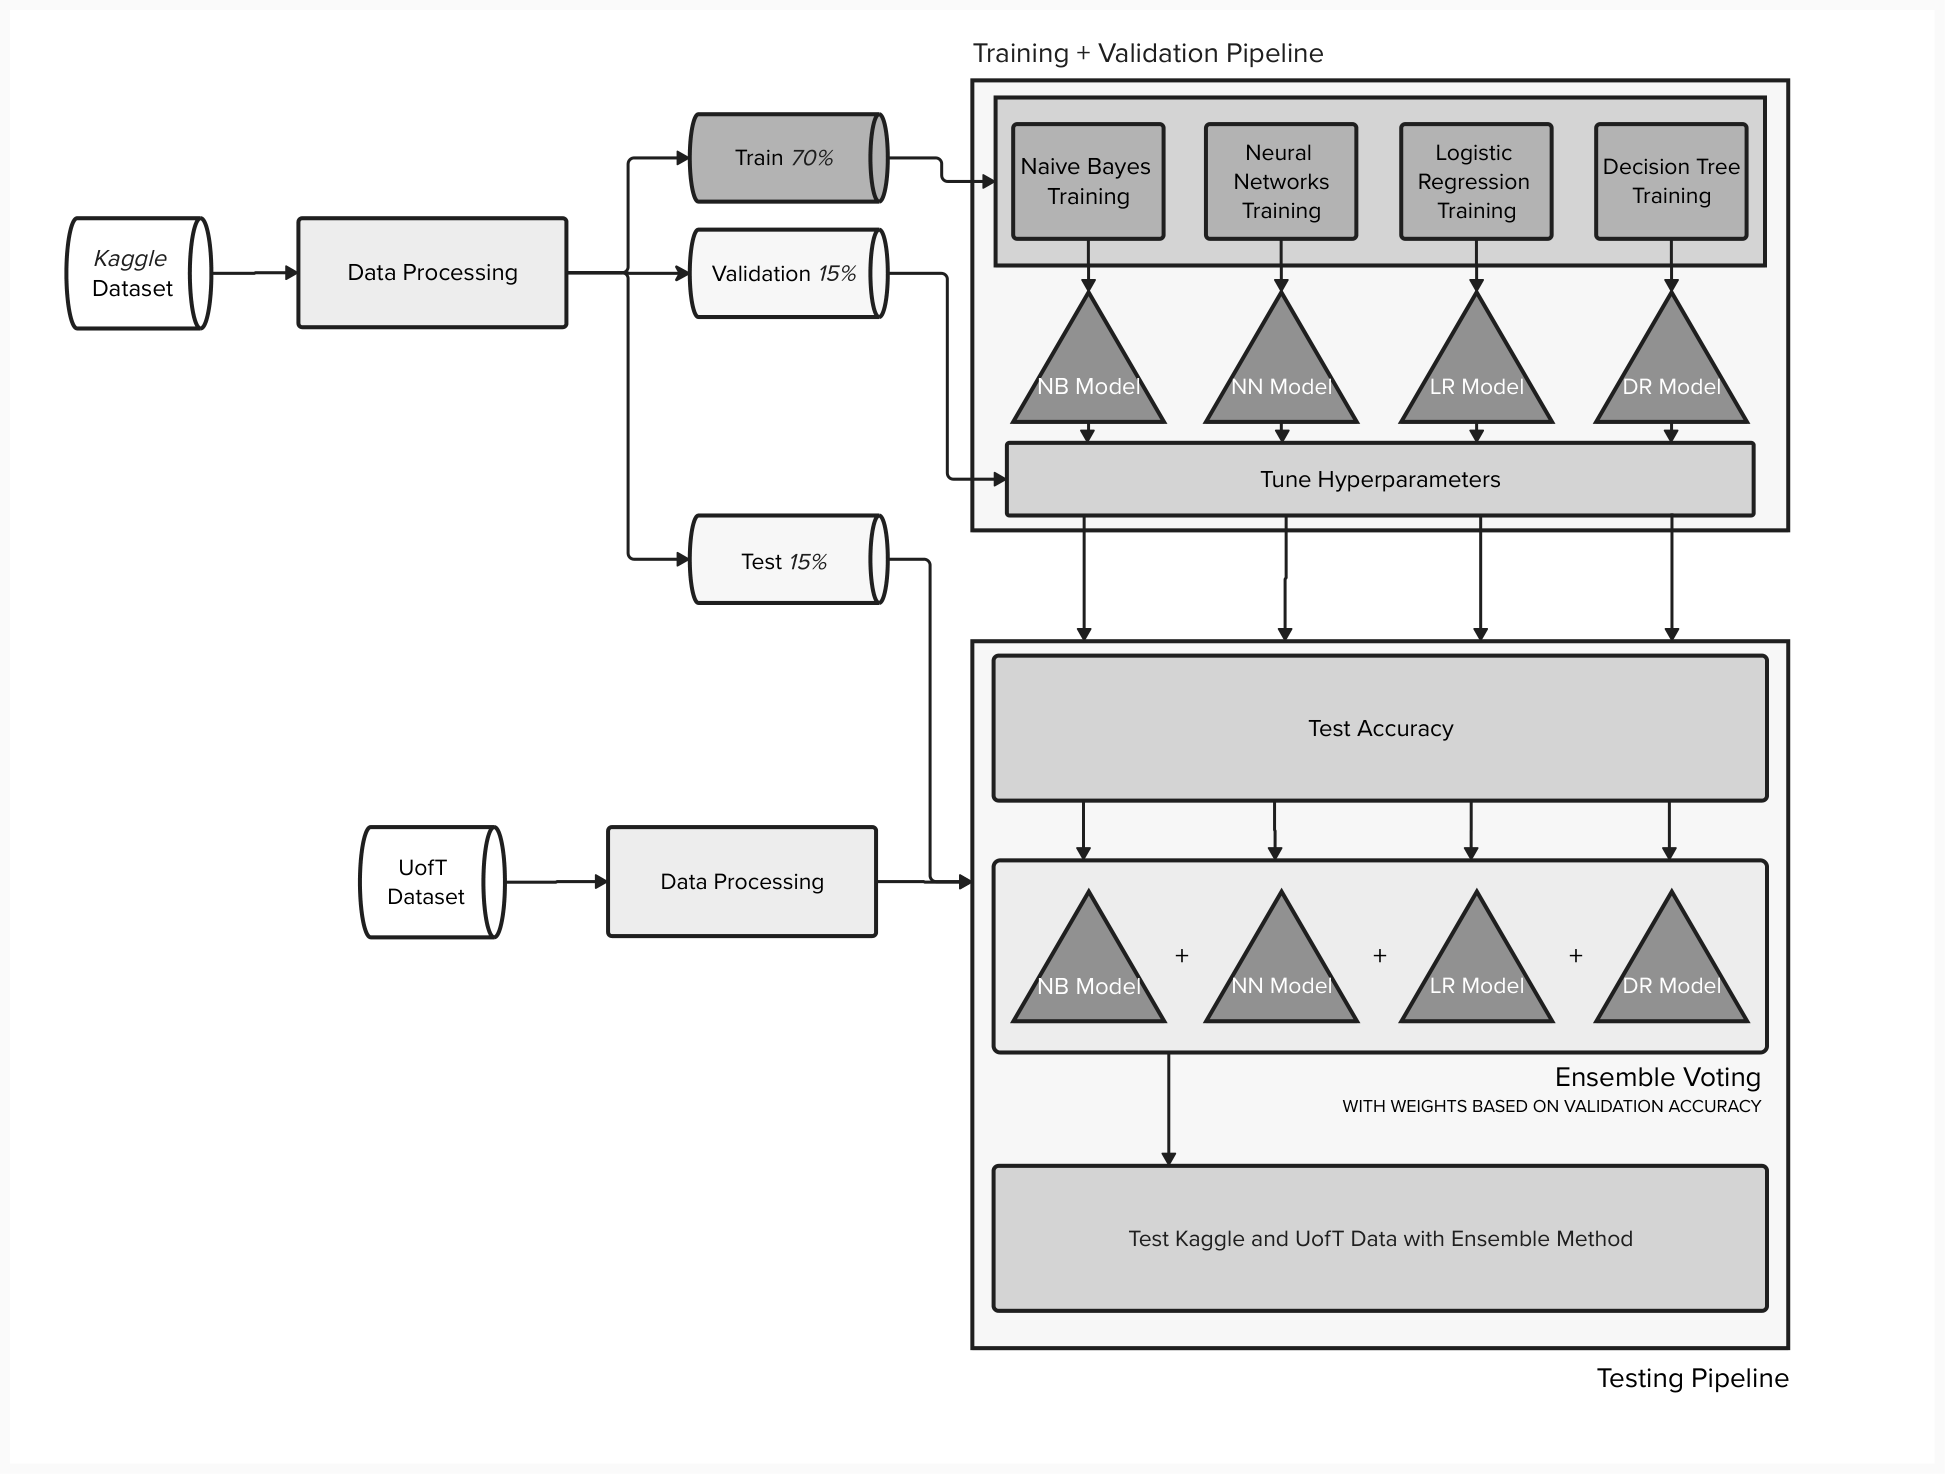 Training + Validation Pipeline
Kaggle
Dataset
Data Processing
Train 70%
Validation 15%
Test 15%
Naive Bayes
Training
Neural
Networks
Training
Logistic
Regression
Training
Decision Tree
Training
NB Model
NN Model
LR Model
DR Model
Tune Hyperparameters
UofT
Dataset
Data Processing
Test Accuracy
NB Model
+
NN Model
+
LR Model
+
DR Model
Ensemble Voting
WITH WEIGHTS BASED ON VALIDATION ACCURACY
Test Kaggle and UofT Data with Ensemble Method
Testing Pipeline